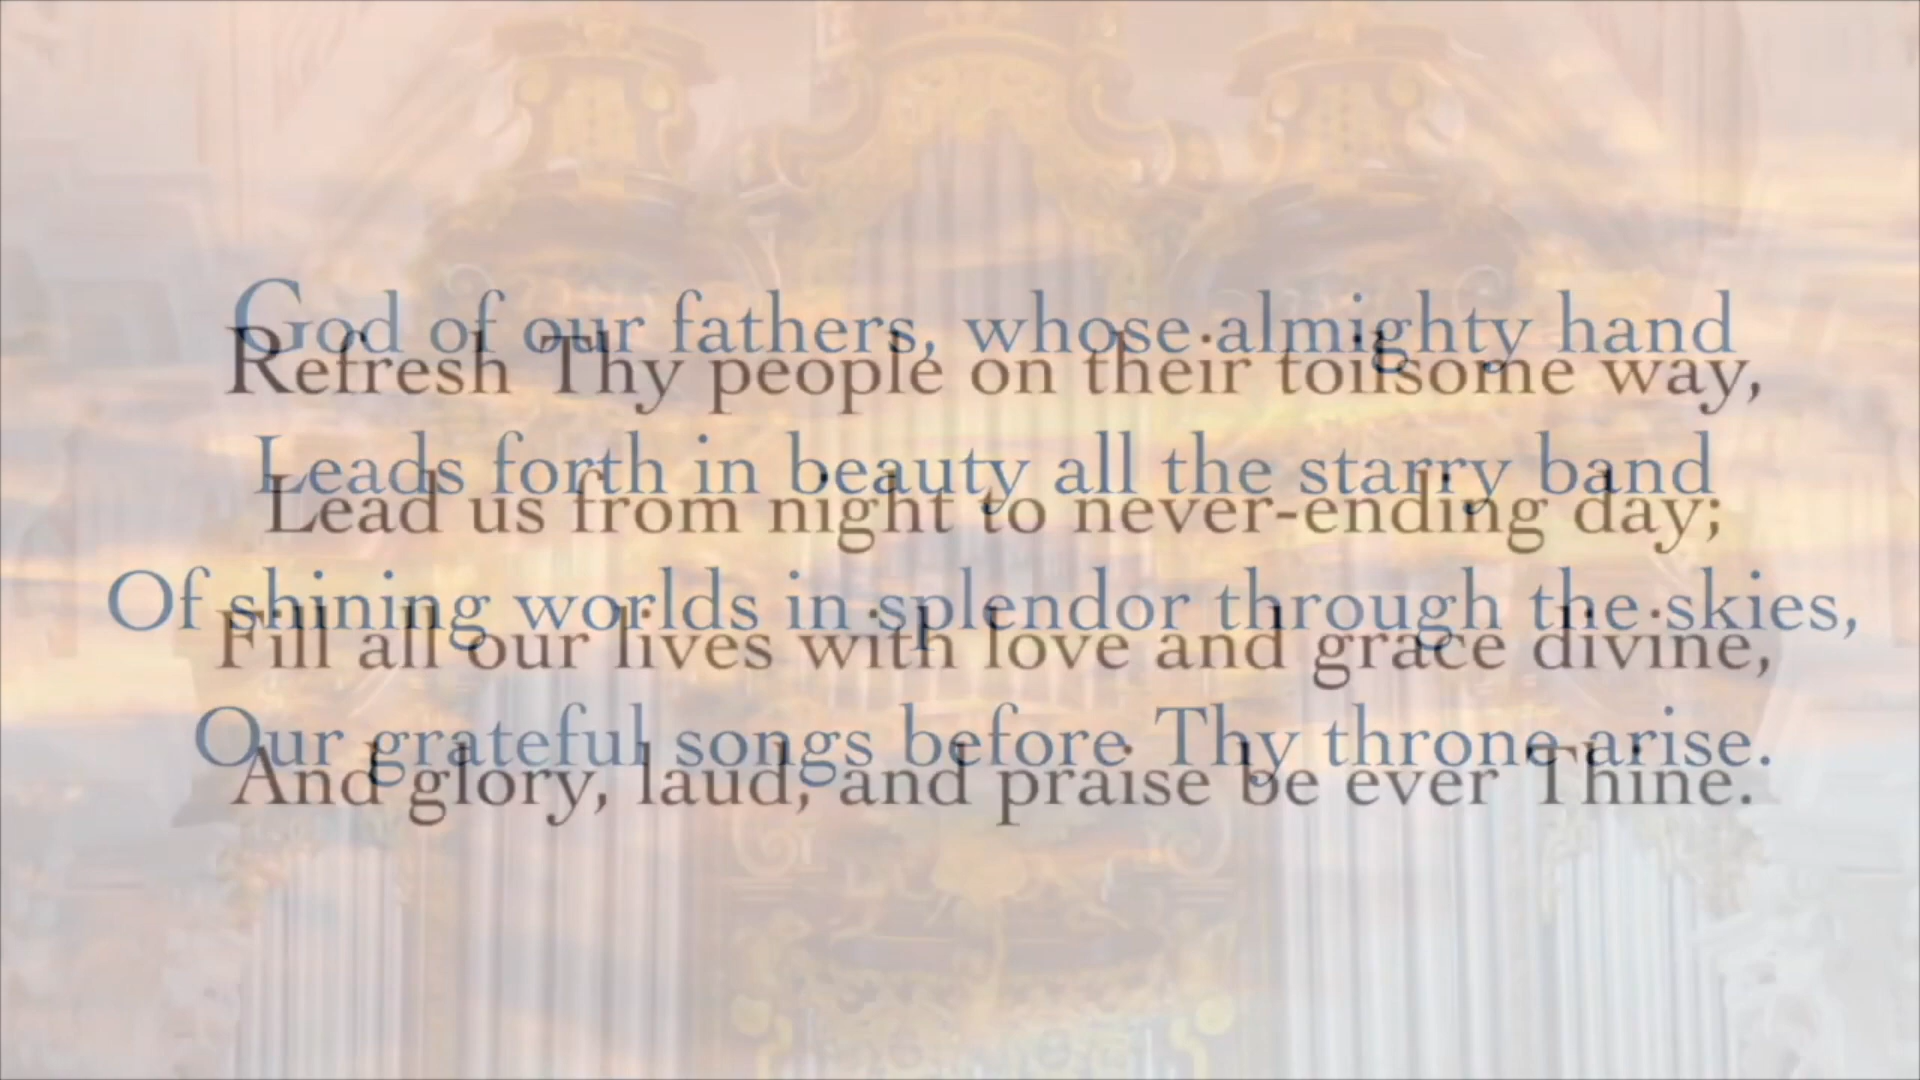 God of our fathers, whose almighty hand
Refresh Thy people on their toilsome way,
Leads forth in beauty all the starry band
Lead us from night to never-ending day;
Of shining worlds in splendor through the skies,
Fill all our lives with love and grace divine,
Our grateful songs before Thy throne arise.
And glory, laud, and praise be ever Thine.